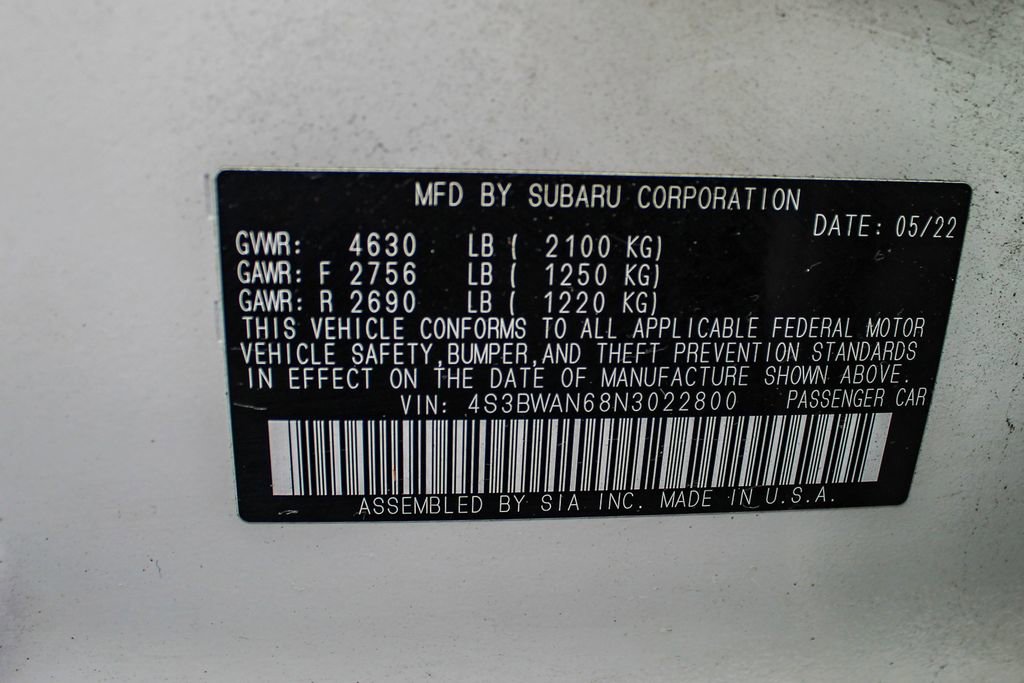 MFD BY SUBARU CORPORATION
DATE: 05/22
GVWR: 4630 LB ( 2100 KG)
GAWR: F 2756 LB ( 1250 KG)
GAWR: R 2690 LB ( 1220 KG)
THIS VEHICLE CONFORMS TO ALL APPLICABLE FEDERAL MOTOR
VEHICLE SAFETY,BUMPER,AND THEFT PREVENTION STANDARDS
IN EFFECT ON THE DATE OF MANUFACTURE SHOWN ABOVE.
VIN: 4S3BWAN68N3022800 PASSENGER CAR
ASSEMBLED BY SIA INC. MADE IN U.S.A.